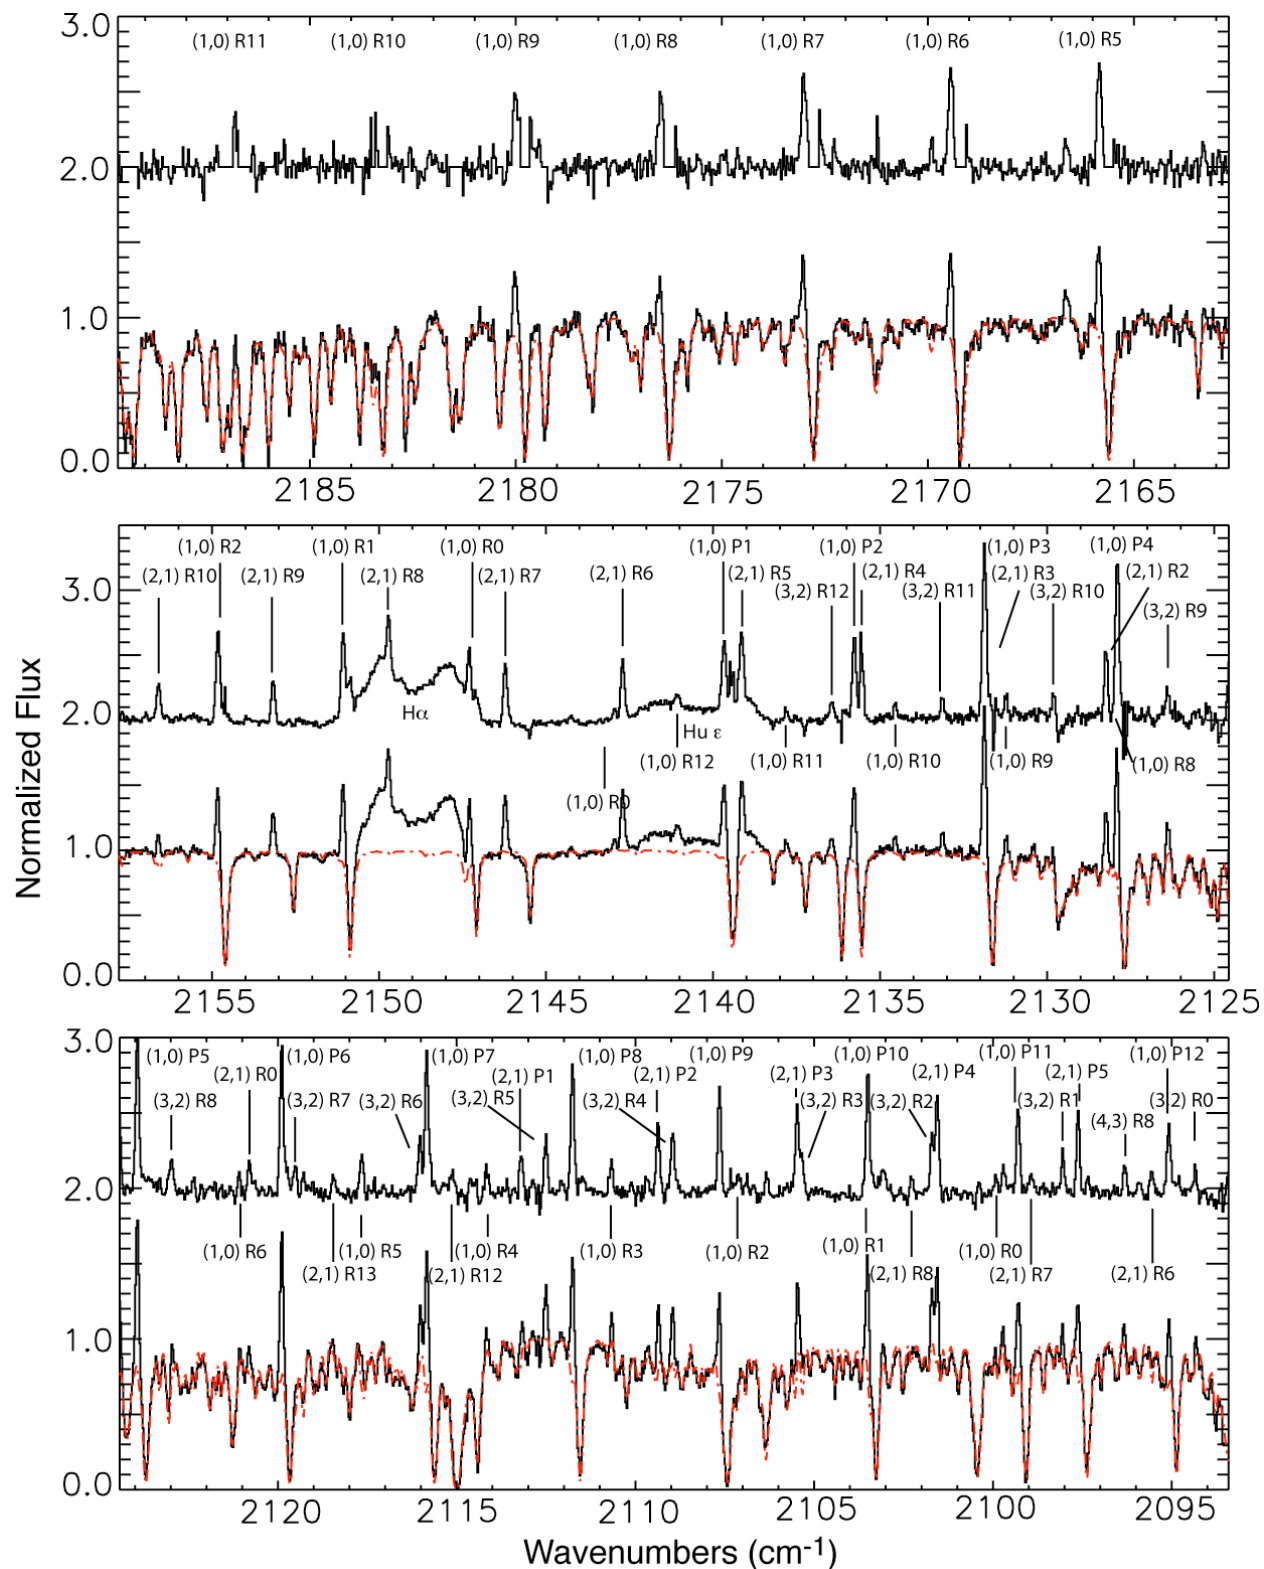 3.0
(1,0) R11 (1,0) R10 (1,0) R9 (1,0) R8 (1,0) R7 (1,0) R6 (1,0) R5
2.0
1.0
0.0
2185 2180 2175 2170 2165
(1,0) R2 (1,0) R1 (1,0) R0 (1,0) P1 (1,0) P2 (1,0) P3 (1,0) P4
(2,1) R10 (2,1) R9 (2,1) R8 (2,1) R7 (2,1) R6 (2,1) R5 (2,1) R4 (2,1) R3 (2,1) R2
3.0
(3,2) R12 (3,2) R11 (3,2) R10 (3,2) R9
2.0
Hα
Hu ε
(1,0) R12 (1,0) R11 (1,0) R10 (1,0) R9 (1,0) R8
(1,0) R0
1.0
0.0
2155 2150 2145 2140 2135 2130 2125
Normalized Flux
3.0
(1,0) P5 (1,0) P6 (1,0) P7 (1,0) P8 (1,0) P9 (1,0) P10 (1,0) P11 (1,0) P12
(2,1) R0 (2,1) P1 (2,1) P2 (2,1) P3 (2,1) P4 (2,1) P5
(3,2) R8 (3,2) R7 (3,2) R6 (3,2) R5 (3,2) R4 (3,2) R3 (3,2) R2 (3,2) R1 (4,3) R8 (3,2) R0
2.0
(1,0) R6 (1,0) R5 (1,0) R4 (1,0) R3 (1,0) R2 (1,0) R1 (1,0) R0
(2,1) R13 (2,1) R12 (2,1) R8 (2,1) R7 (2,1) R6
1.0
0.0
2120 2115 2110 2105 2100 2095
Wavenumbers (cm⁻¹)